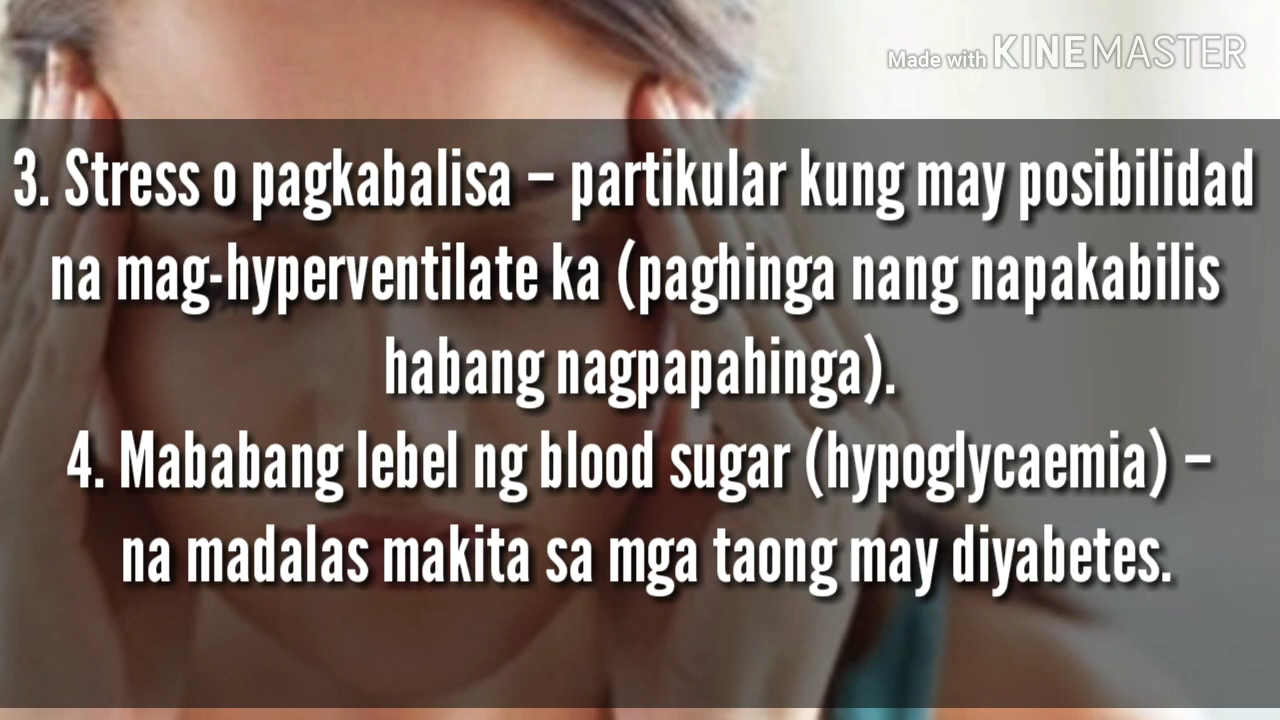 Made with KINEMASTER
3. Stress o pagkabalisa – partikular kung may posibilidad
na mag-hyperventilate ka (paghinga nang napakabilis
habang nagpapahinga).
4. Mababang lebel ng blood sugar (hypoglycaemia) –
na madalas makita sa mga taong may diyabetes.